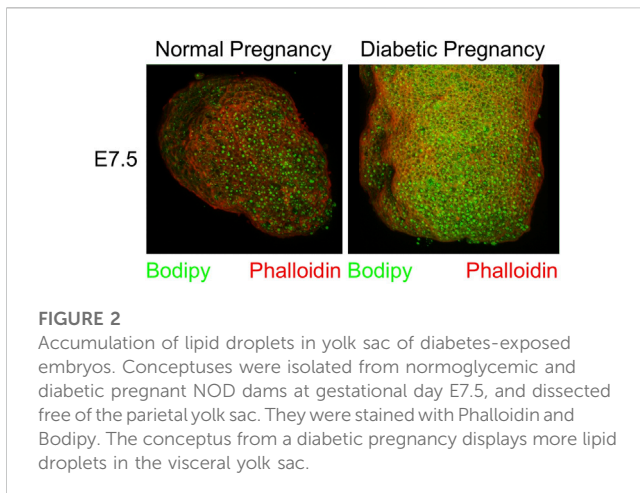 Normal Pregnancy Diabetic Pregnancy
E7.5
Bodipy Phalloidin Bodipy Phalloidin
FIGURE 2
Accumulation of lipid droplets in yolk sac of diabetes-exposed
embryos. Conceptuses were isolated from normoglycemic and
diabetic pregnant NOD dams at gestational day E7.5, and dissected
free of the parietal yolk sac. They were stained with Phalloidin and
Bodipy. The conceptus from a diabetic pregnancy displays more lipid
droplets in the visceral yolk sac.